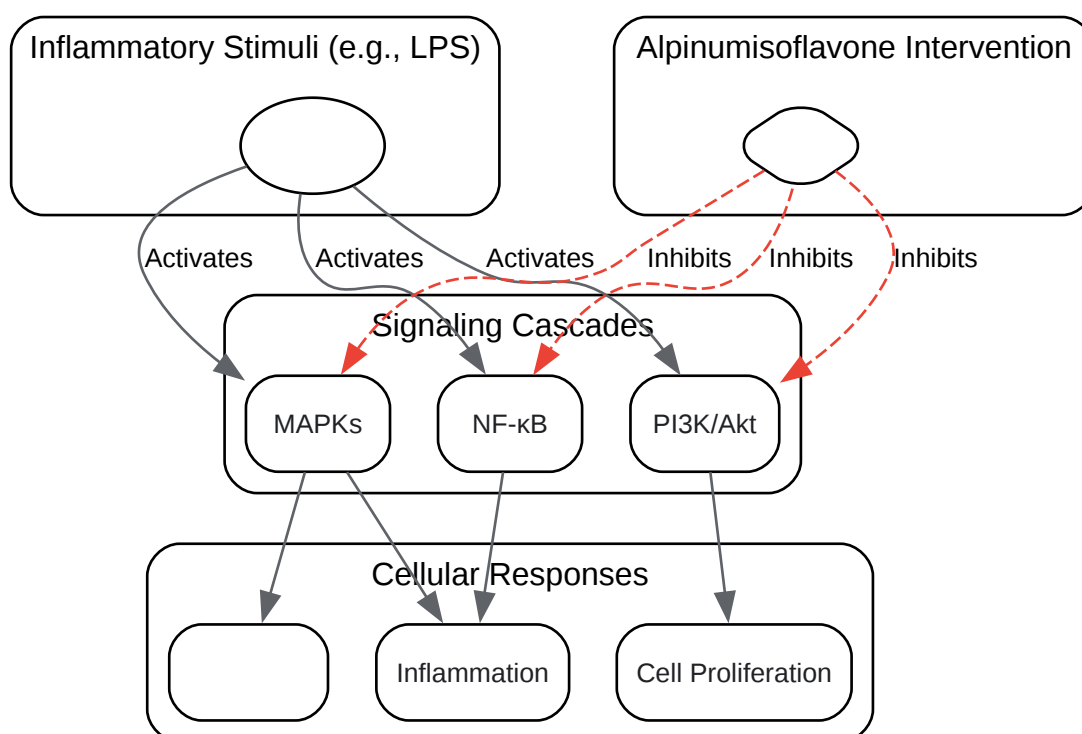 Inflammatory Stimuli (e.g., LPS)
Alpinumisoflavone Intervention
Activates
Activates
Activates
Inhibits
Inhibits
Inhibits
Signaling Cascades
MAPKs
NF-κB
PI3K/Akt
Cellular Responses
Inflammation
Cell Proliferation